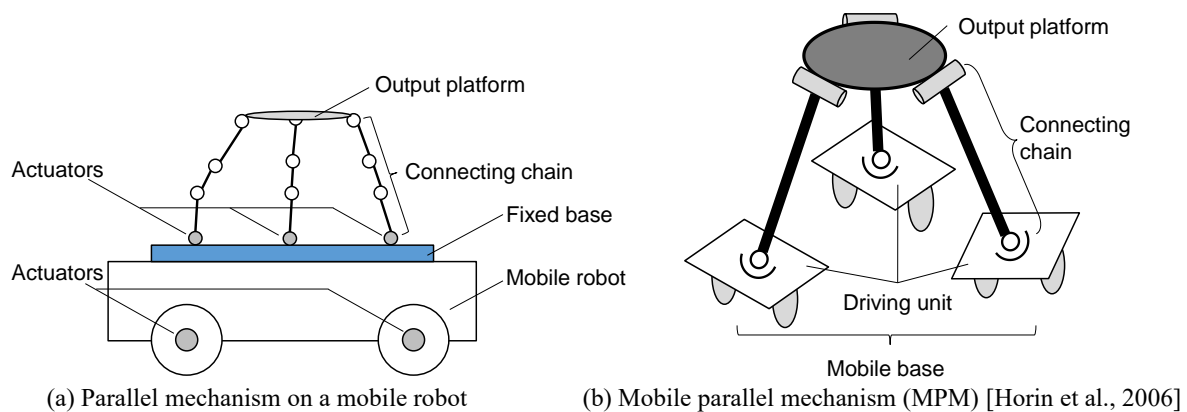 Output platform
Actuators
Connecting chain
Fixed base
Actuators
Mobile robot
(a) Parallel mechanism on a mobile robot
Output platform
Connecting
chain
Driving unit
Mobile base
(b) Mobile parallel mechanism (MPM) [Horin et al., 2006]